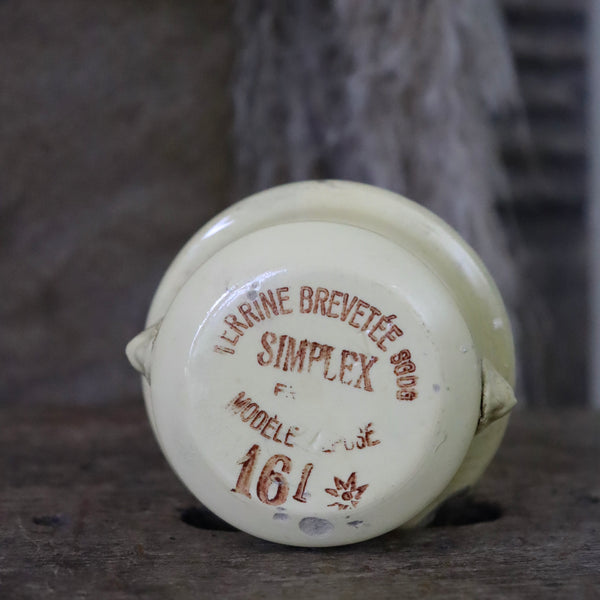 TERRINE BREVETÉE SGDG
SIMPLEX
MODÈLE
161